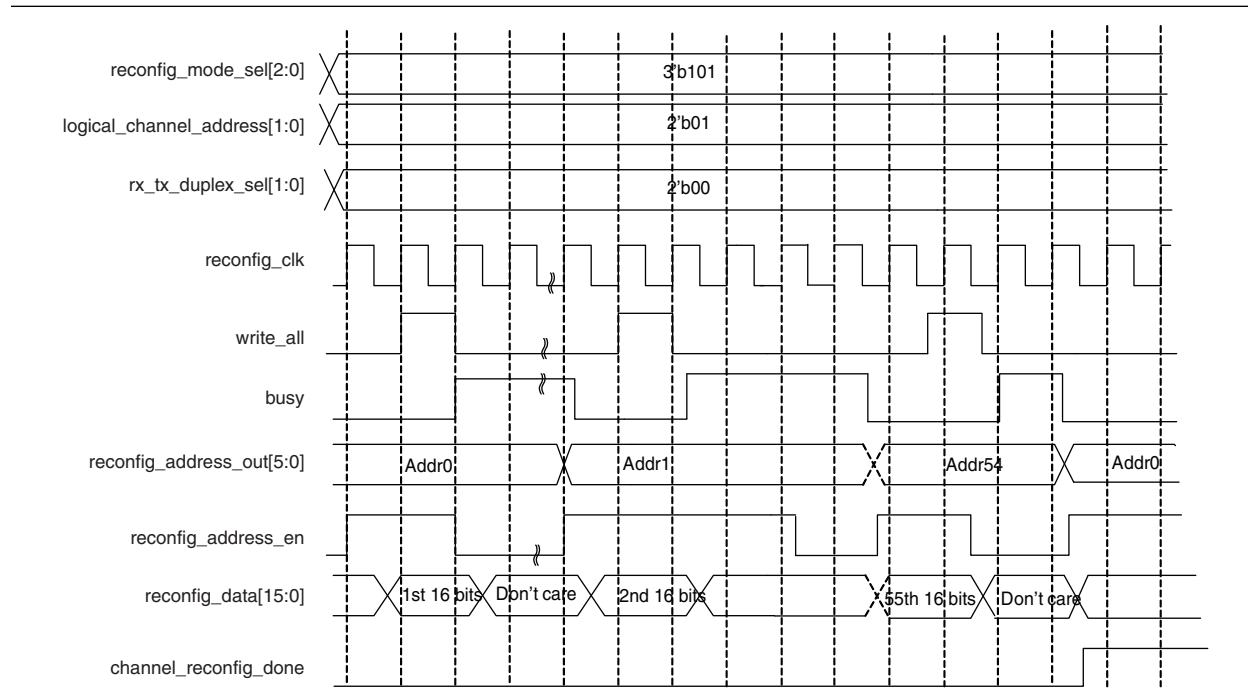 reconfig_mode_sel[2:0] 3'b101
logical_channel_address[1:0] 2'b01
rx_tx_duplex_sel[1:0] 2'b00
reconfig_clk
write_all
busy
reconfig_address_out[5:0] Addr0 Addr1 Addr54 Addr0
reconfig_address_en
reconfig_data[15:0] 1st 16 bits Don't care 2nd 16 bits 55th 16 bits Don't care
channel_reconfig_done